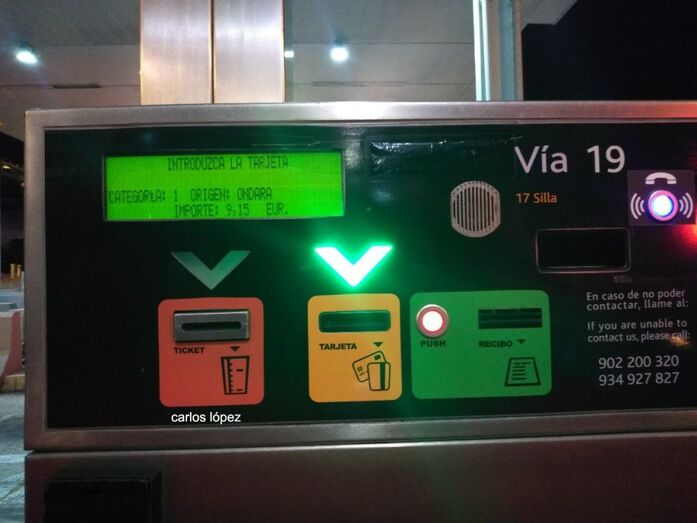 INTRODUZCA LA TARJETA
CATEGORIA: 1 ORIGEN: ONDARA
IMPORTE: 9,15 EUR.
Vía 19
17 Silla
TICKET
TARJETA
PUSH
RECIBO
En caso de no poder
contactar, llame al:
If you are unable to
contact us, please call:
902 200 320
934 927 827
carlos lópez